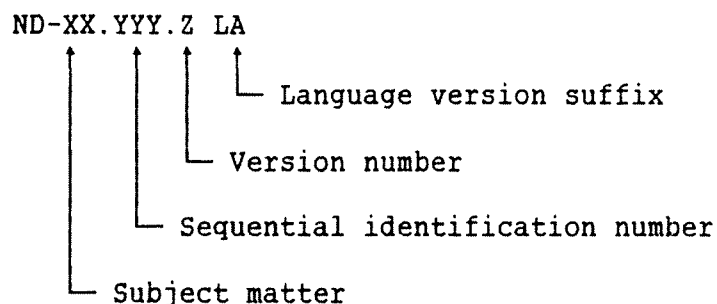 ND-XX.YYY.Z LA
Language version suffix
Version number
Sequential identification number
Subject matter